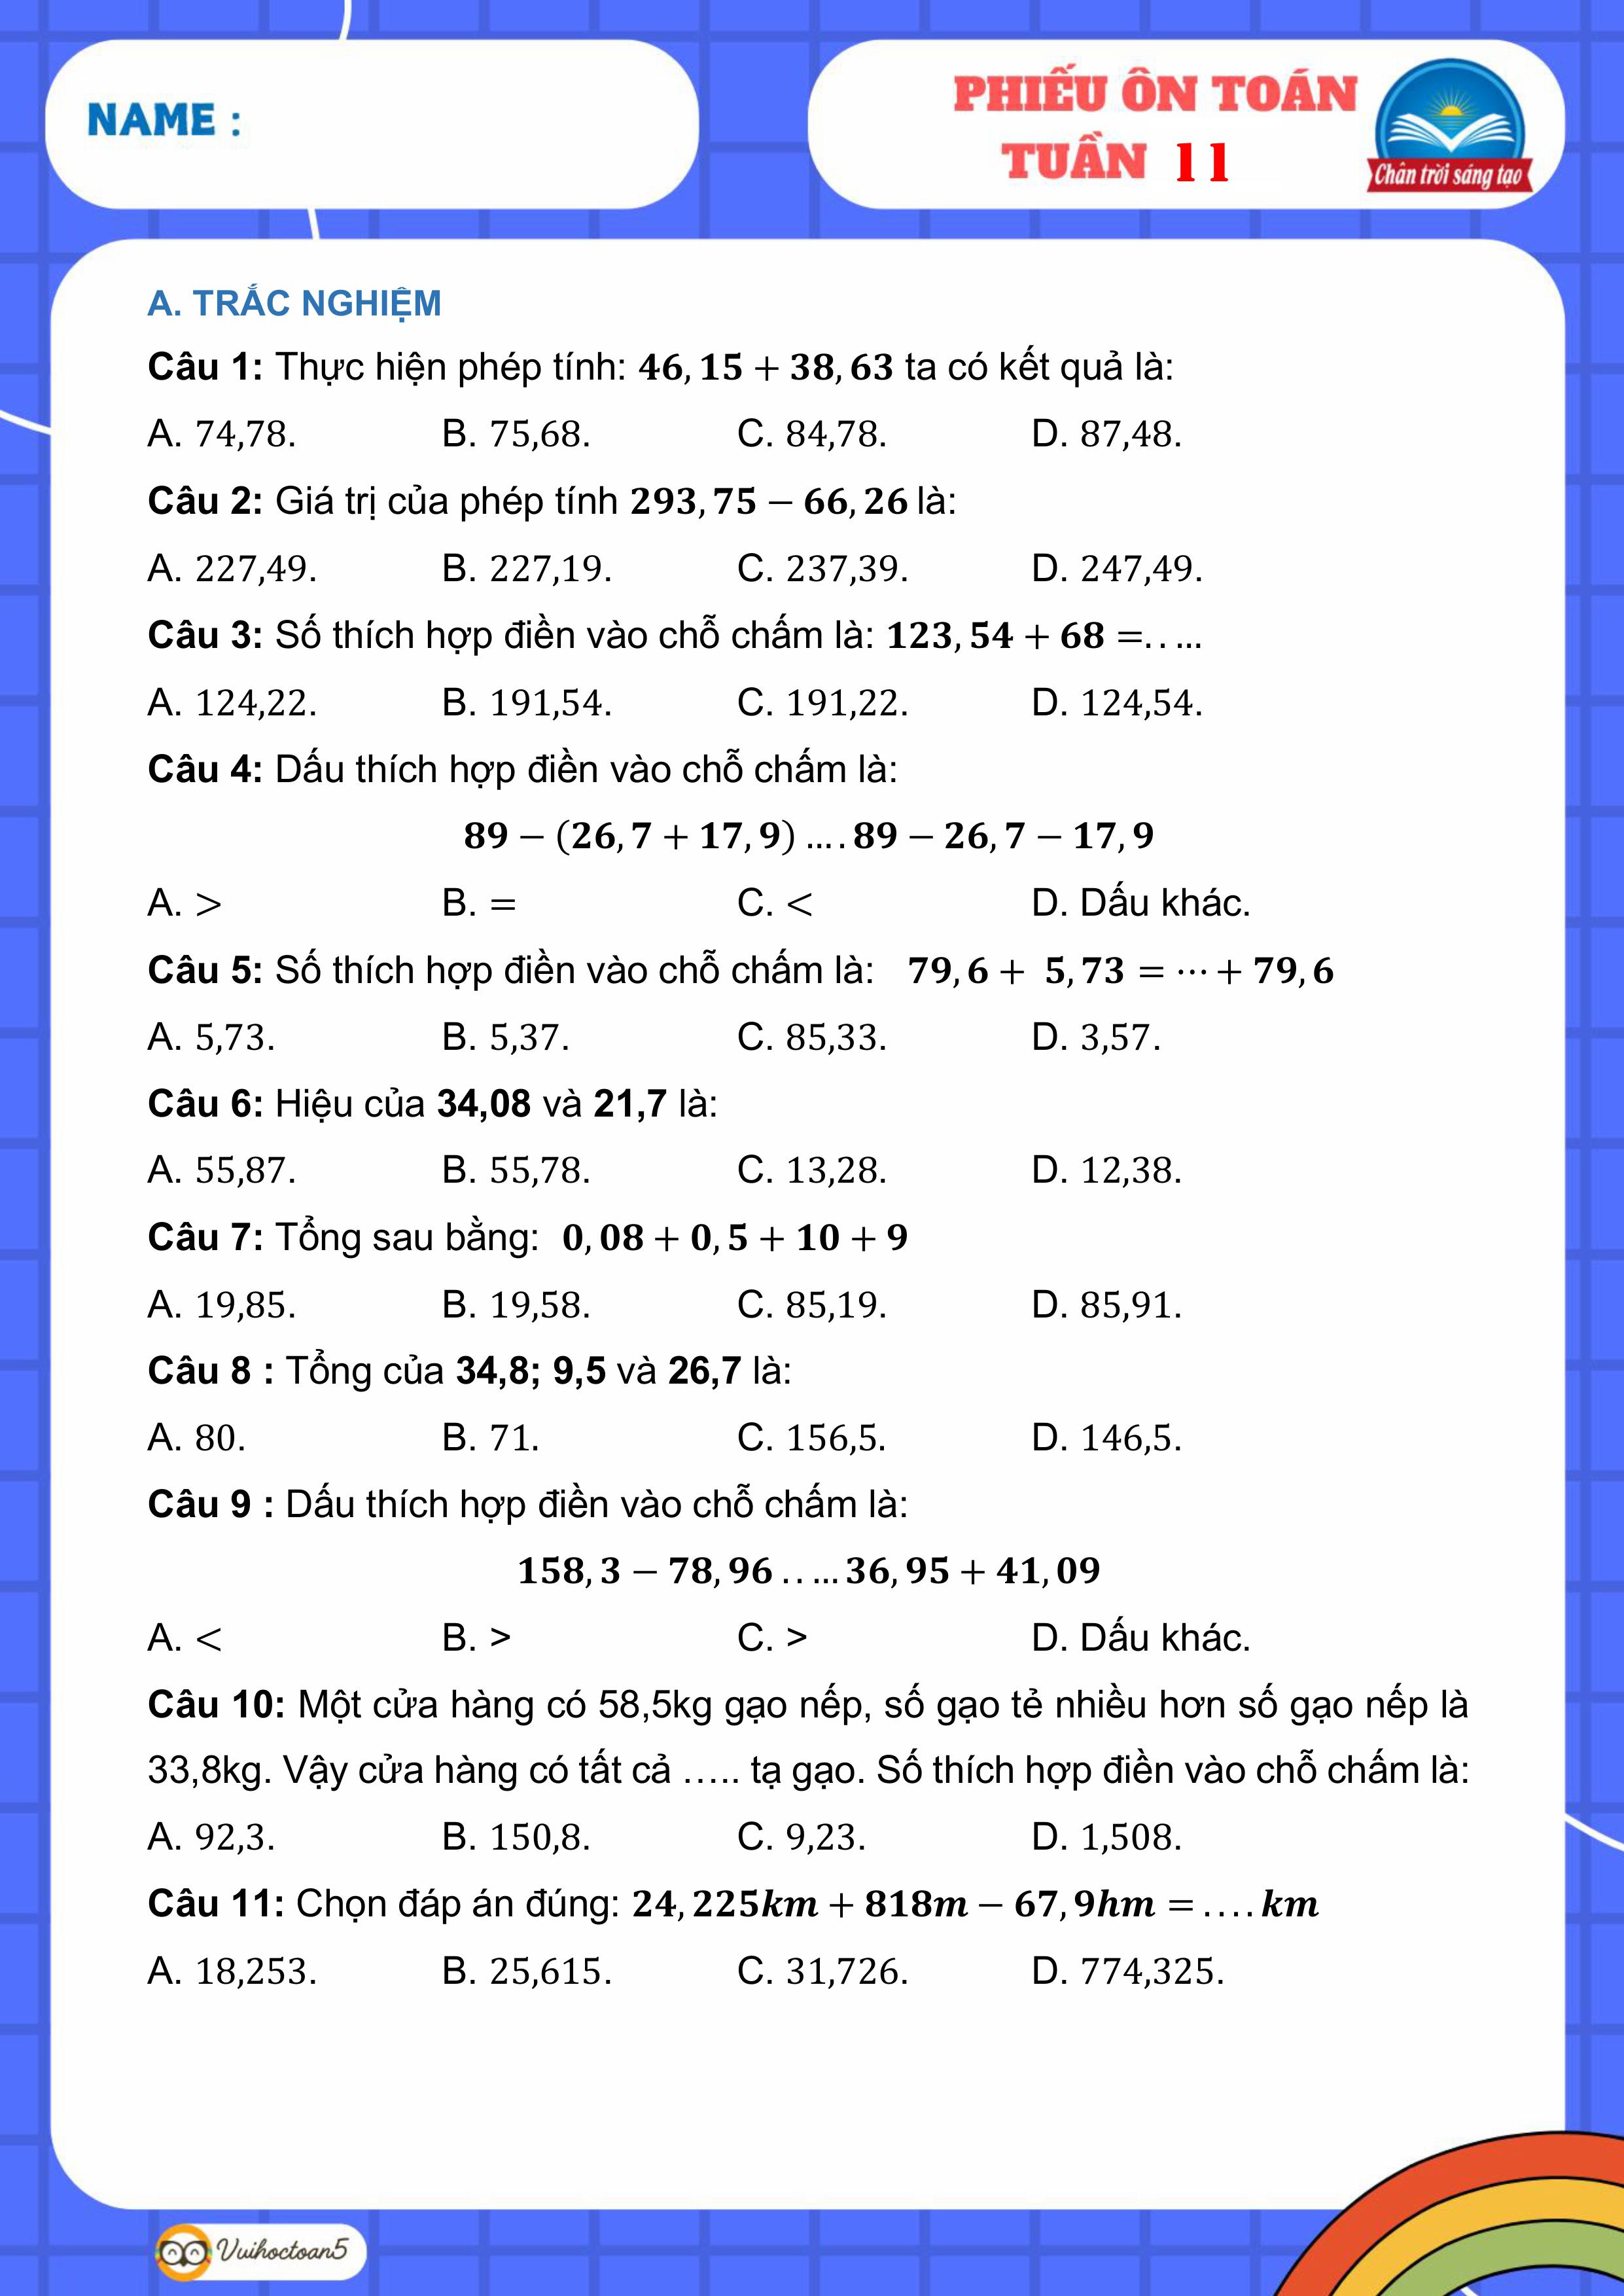 NAME :
PHIẾU ÔN TOÁN
TUẦN 11
Chân trời sáng tạo
A. TRẮC NGHIỆM
Câu 1: Thực hiện phép tính: 46, 15 + 38, 63 ta có kết quả là:
A. 74,78. B. 75,68. C. 84,78. D. 87,48.
Câu 2: Giá trị của phép tính 293, 75 − 66, 26 là:
A. 227,49. B. 227,19. C. 237,39. D. 247,49.
Câu 3: Số thích hợp điền vào chỗ chấm là: 123, 54 + 68 =. . ...
A. 124,22. B. 191,54. C. 191,22. D. 124,54.
Câu 4: Dấu thích hợp điền vào chỗ chấm là:
89 − (26, 7 + 17, 9) ... . 89 − 26, 7 − 17, 9
A. > B. = C. < D. Dấu khác.
Câu 5: Số thích hợp điền vào chỗ chấm là: 79, 6 + 5, 73 = ⋯ + 79, 6
A. 5,73. B. 5,37. C. 85,33. D. 3,57.
Câu 6: Hiệu của 34,08 và 21,7 là:
A. 55,87. B. 55,78. C. 13,28. D. 12,38.
Câu 7: Tổng sau bằng: 0, 08 + 0, 5 + 10 + 9
A. 19,85. B. 19,58. C. 85,19. D. 85,91.
Câu 8 : Tổng của 34,8; 9,5 và 26,7 là:
A. 80. B. 71. C. 156,5. D. 146,5.
Câu 9 : Dấu thích hợp điền vào chỗ chấm là:
158, 3 − 78, 96 . . ... 36, 95 + 41, 09
A. < B. > C. > D. Dấu khác.
Câu 10: Một cửa hàng có 58,5kg gạo nếp, số gạo tẻ nhiều hơn số gạo nếp là
33,8kg. Vậy cửa hàng có tất cả ….. tạ gạo. Số thích hợp điền vào chỗ chấm là:
A. 92,3. B. 150,8. C. 9,23. D. 1,508.
Câu 11: Chọn đáp án đúng: 24, 225km + 818m − 67, 9hm = . . . . km
A. 18,253. B. 25,615. C. 31,726. D. 774,325.
Vuihoctoan5